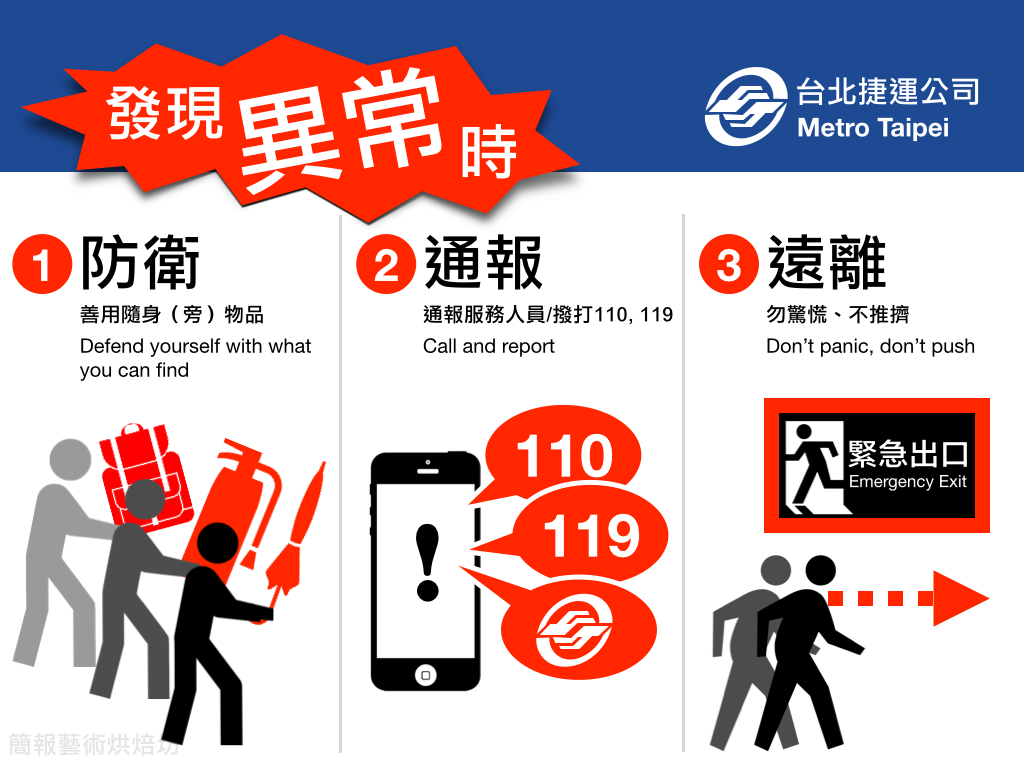 發現異常時
台北捷運公司
Metro Taipei
1 防衛
善用隨身（旁）物品
Defend yourself with what
you can find
2 通報
通報服務人員/撥打110, 119
Call and report
110
119
3 遠離
勿驚慌、不推擠
Don't panic, don't push
緊急出口
Emergency Exit
簡報藝術烘焙坊